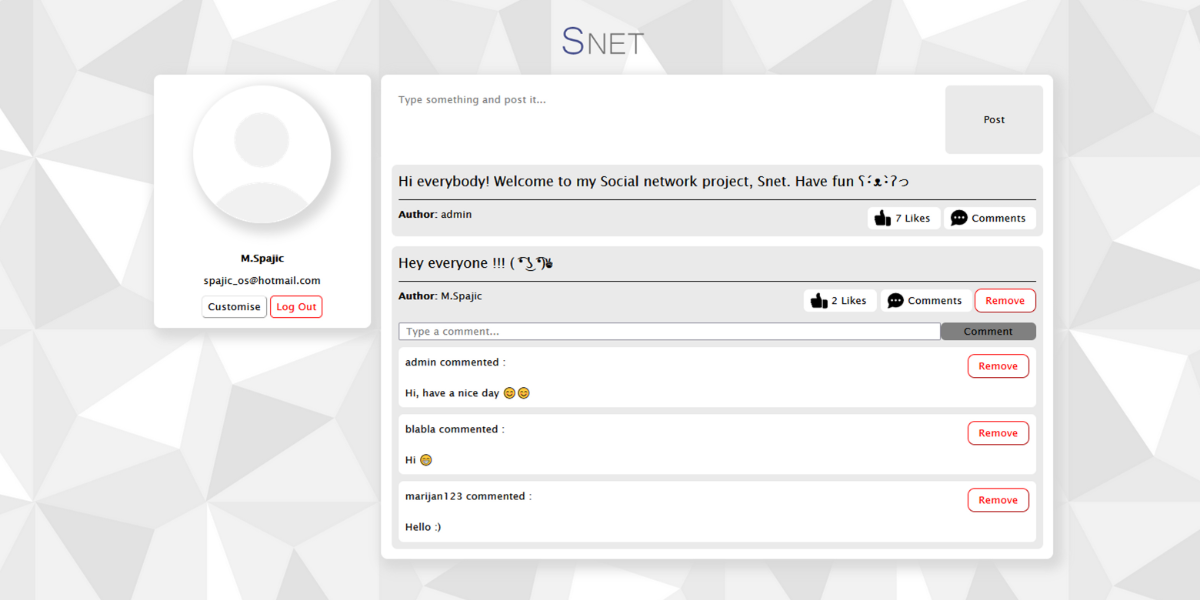 SNET
Type something and post it...
Post
M.Spajic
spajic_os@hotmail.com
Customise
Log Out
Hi everybody! Welcome to my Social network project, Snet. Have fun ʕ·́ᴥ·̀ʔっ
Author: admin
7 Likes
Comments
Hey everyone !!! ( ͡° ͜ʖ ͡°)
Author: M.Spajic
2 Likes
Comments
Remove
Type a comment...
Comment
admin commented :
Remove
Hi, have a nice day 😊😊
blabla commented :
Remove
Hi 😁
marijan123 commented :
Remove
Hello :)